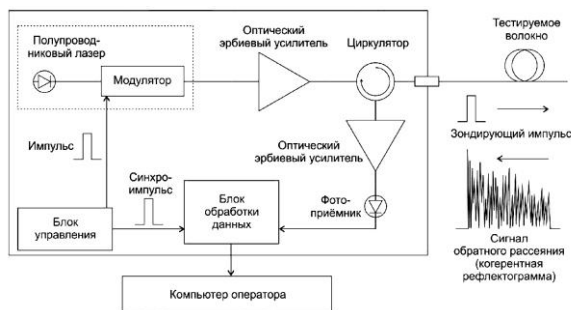 Полупровод-
никовый лазер
Модулятор
Оптический
эрбиевый усилитель
Циркулятор
Тестируемое
волокно
Импульс
Оптический
эрбиевый усилитель
Зондирующий импульс
Синхро-
импульс
Блок
управления
Блок
обработки
данных
Фото-
приёмник
Сигнал
обратного рассеяния
(когерентная
рефлектограмма)
Компьютер оператора